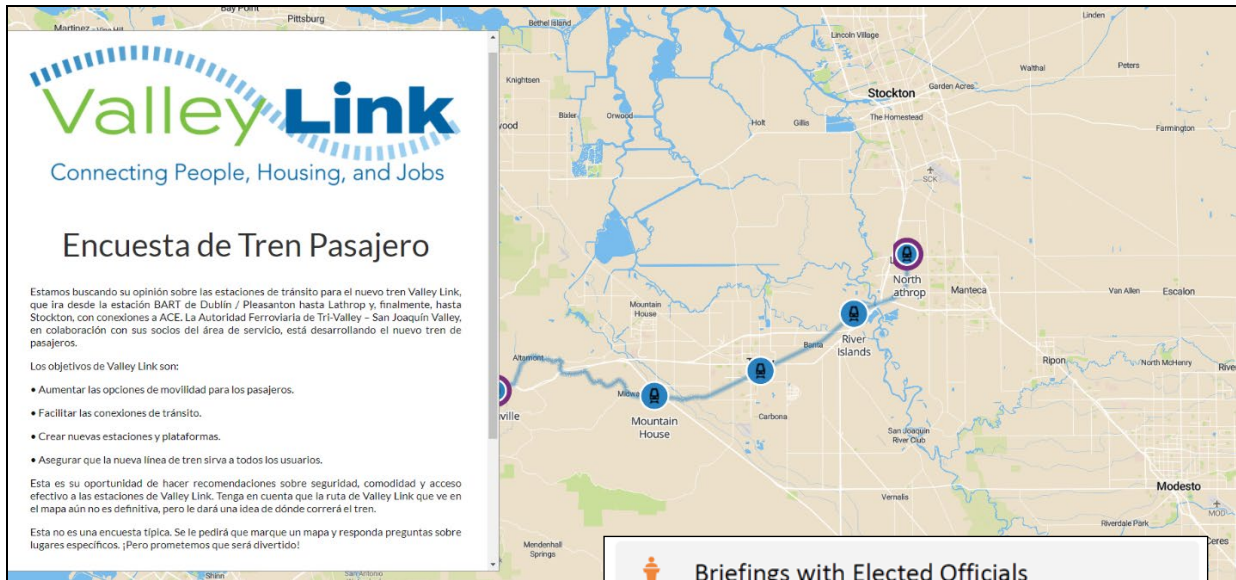 Bay Point
Pittsburg
Bethel Island
Linden
Lincoln Village
Valley Link
Connecting People, Housing, and Jobs
Encuesta de Tren Pasajero
Estamos buscando su opinión sobre las estaciones de tránsito para el nuevo tren Valley Link,
que ira desde la estación BART de Dublín / Pleasanton hasta Lathrop y, finalmente, hasta
Stockton, con conexiones a ACE. La Autoridad Ferroviaria de Tri-Valley – San Joaquín Valley,
en colaboración con sus socios del área de servicio, está desarrollando el nuevo tren de
pasajeros.
Los objetivos de Valley Link son:
• Aumentar las opciones de movilidad para los pasajeros.
• Facilitar las conexiones de tránsito.
• Crear nuevas estaciones y plataformas.
• Asegurar que la nueva línea de tren sirva a todos los usuarios.
Esta es su oportunidad de hacer recomendaciones sobre seguridad, comodidad y acceso
efectivo a las estaciones de Valley Link. Tenga en cuenta que la ruta de Valley Link que ve en
el mapa aún no es definitiva, pero le dará una idea de dónde correrá el tren.
Esta no es una encuesta típica. Se le pedirá que marque un mapa y responda preguntas sobre
lugares específicos. ¡Pero prometemos que será divertido!
Knightsen
Waithal
Peters
Stockton
Garden Acres
Bixler
Orwood
Holt
Gillis
The Homestead
Farmington
SCK
North
athrop
Manteca
Van Allen
Escalon
Mountain
House
River
Islands
Banta
Altamont
Ripon
North McHenry
Mountain
House
Carbona
San Joaquin
River Club
Vernalis
Modesto
MOD
Riverdale Park
Ceres
Mendenhall
Springs
Shinn
San Antonio
Briefings with Elected Officials